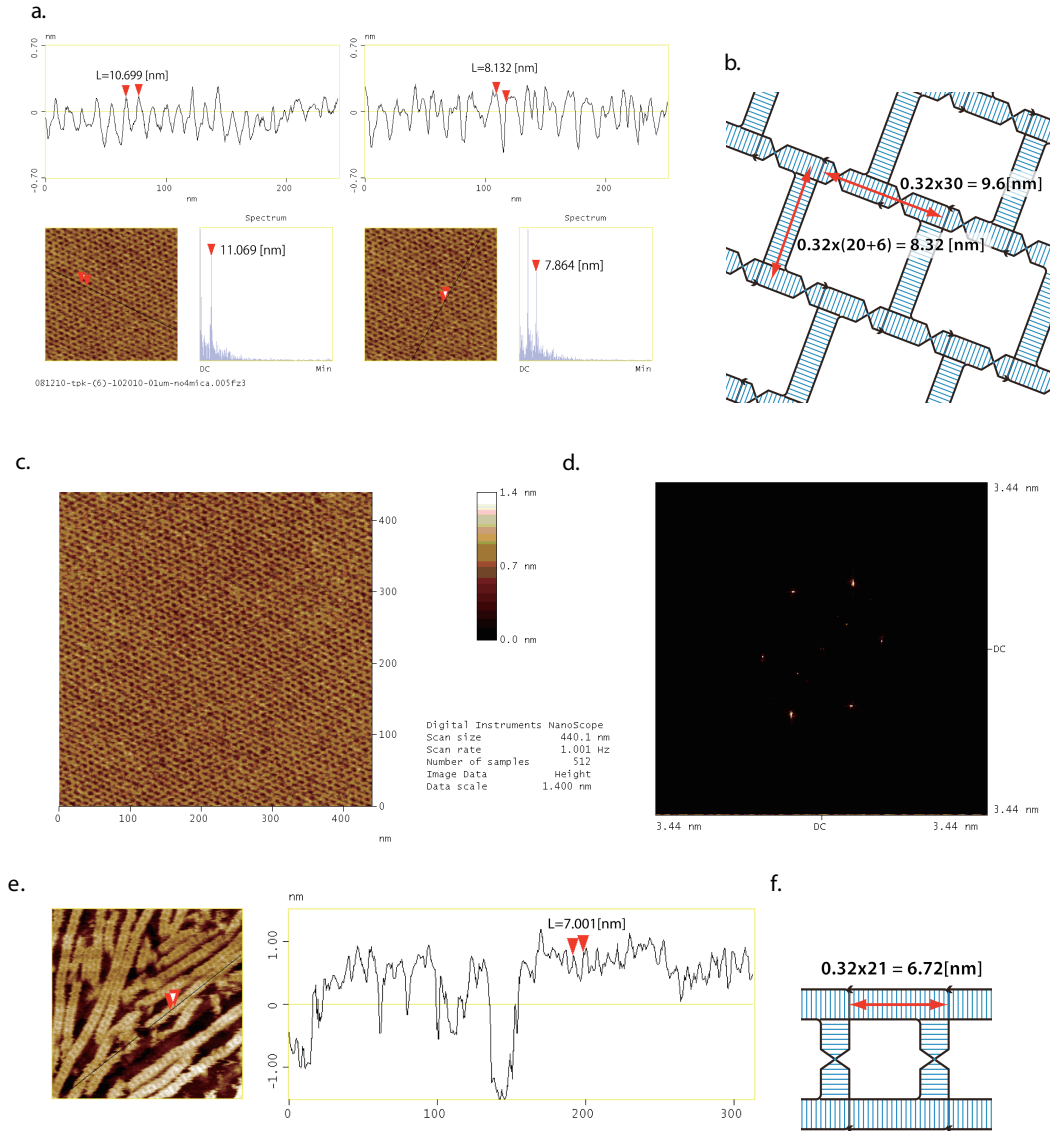 a.
nm
0.70
0
-0.70
L=10.699 [nm]
100
200
nm
nm
0.70
0
-0.70
L=8.132 [nm]
0
100
200
nm
Spectrum
11.069 [nm]
DC
Min
Spectrum
7.864 [nm]
DC
Min
081210-tpk-(6)-102010-01um-no4mica.005fz3
b.
0.32x30 = 9.6[nm]
0.32x(20+6) = 8.32 [nm]
c.
400
300
200
100
0
0
100
200
300
400
nm
1.4 nm
0.7 nm
0.0 nm
Digital Instruments NanoScope
Scan size 440.1 nm
Scan rate 1.001 Hz
Number of samples 512
Image Data Height
Data scale 1.400 nm
d.
3.44 nm
DC
3.44 nm
3.44 nm
DC
3.44 nm
e.
nm
1.00
0
-1.00
L=7.001[nm]
0
100
200
300
f.
0.32x21 = 6.72[nm]